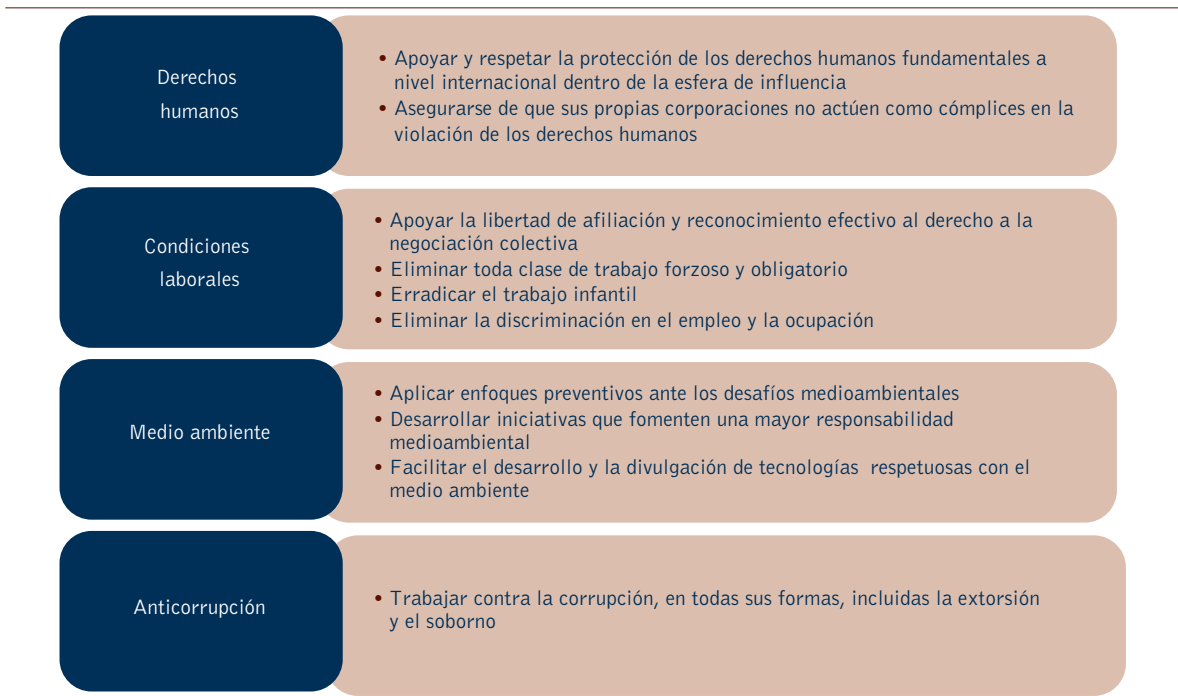 Derechos
humanos
• Apoyar y respetar la protección de los derechos humanos fundamentales a
nivel internacional dentro de la esfera de influencia
• Asegurarse de que sus propias corporaciones no actúen como cómplices en la
violación de los derechos humanos
Condiciones
laborales
• Apoyar la libertad de afiliación y reconocimiento efectivo al derecho a la
negociación colectiva
• Eliminar toda clase de trabajo forzoso y obligatorio
• Erradicar el trabajo infantil
• Eliminar la discriminación en el empleo y la ocupación
Medio ambiente
• Aplicar enfoques preventivos ante los desafíos medioambientales
• Desarrollar iniciativas que fomenten una mayor responsabilidad
medioambiental
• Facilitar el desarrollo y la divulgación de tecnologías respetuosas con el
medio ambiente
Anticorrupción
• Trabajar contra la corrupción, en todas sus formas, incluidas la extorsión
y el soborno